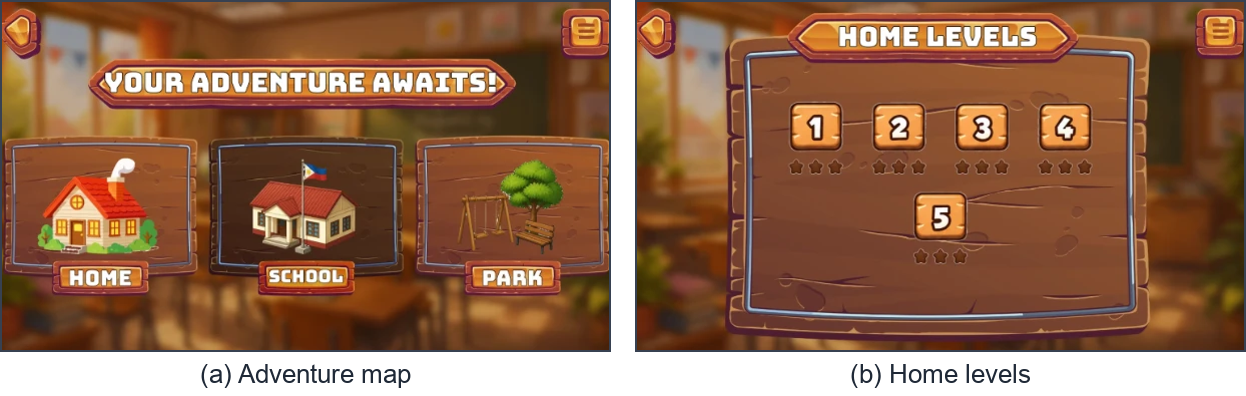 YOUR ADVENTURE AWAITS!
HOME
SCHOOL
PARK
(a) Adventure map
HOME LEVELS
1 2 3 4
5
(b) Home levels